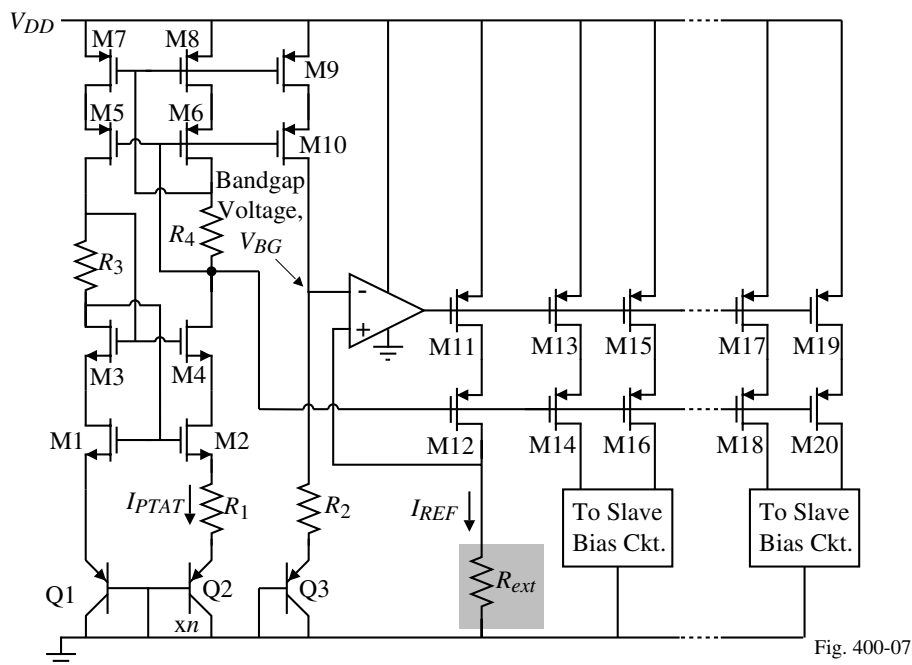 VDD
M7
M8
M9
M5
M6
M10
Bandgap
Voltage,
VBG
R4
R3
-
+
M11
M13
M15
M17
M19
M3
M4
M1
M2
M12
M14
M16
M18
M20
IPTAT
R1
R2
IREF
To Slave
Bias Ckt.
To Slave
Bias Ckt.
Rext
Q1
Q2
Q3
xn
Fig. 400-07